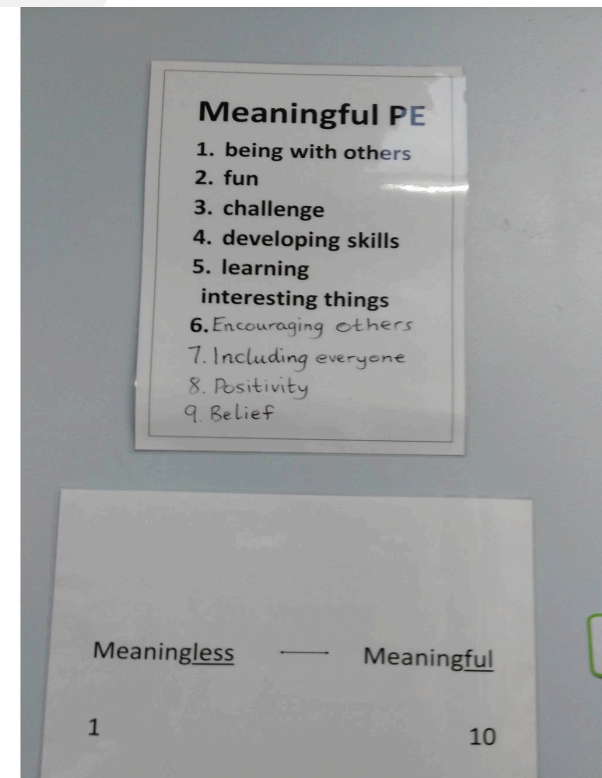 Meaningful PE
1. being with others
2. fun
3. challenge
4. developing skills
5. learning
interesting things
6. Encouraging others
7. Including everyone
8. Positivity
9. Belief
Meaningless — Meaningful
1 10